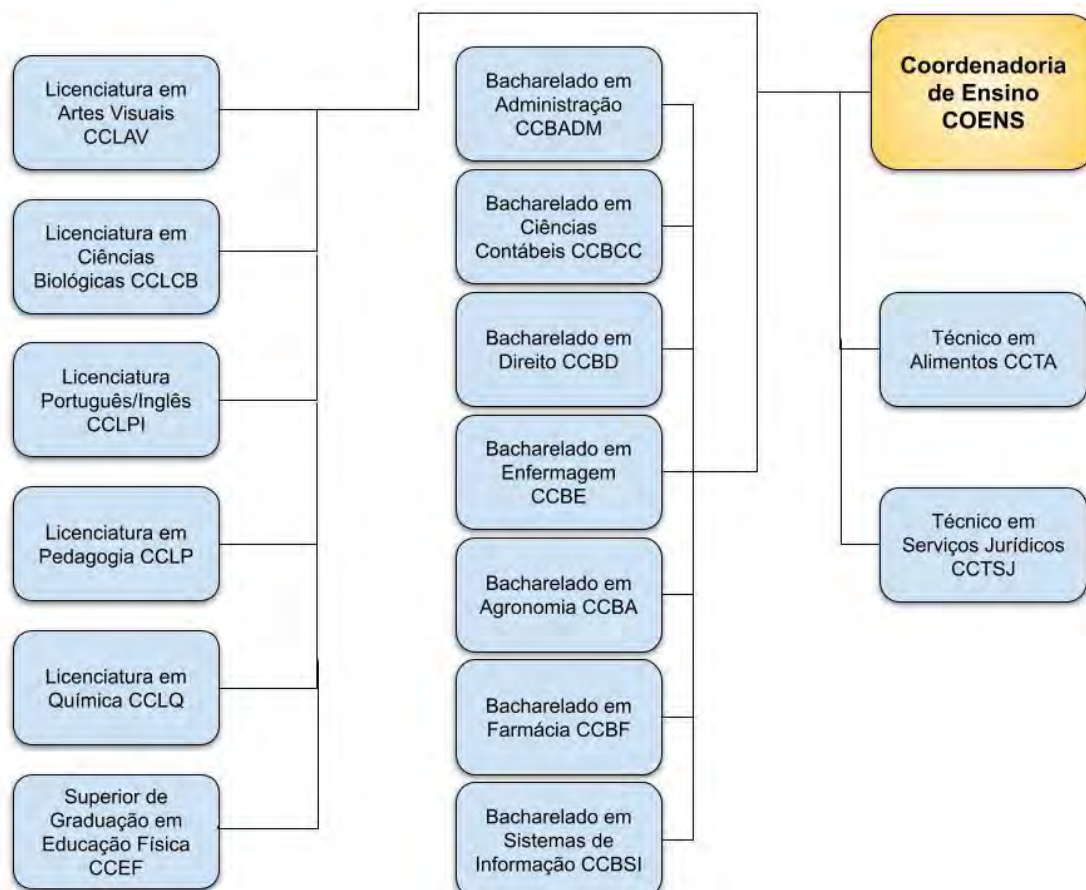 Licenciatura em
Artes Visuais
CCLAV
Licenciatura em
Ciências
Biológicas CCLCB
Licenciatura
Português/Inglês
CCLPI
Licenciatura em
Pedagogia CCLP
Licenciatura em
Química CCLQ
Superior de
Graduação em
Educação Física
CCEF
Bacharelado em
Administração
CCBADM
Bacharelado em
Ciências
Contábeis CCBCC
Bacharelado em
Direito CCBD
Bacharelado em
Enfermagem
CCBE
Bacharelado em
Agronomia CCBA
Bacharelado em
Farmácia CCBF
Bacharelado em
Sistemas de
Informação CCBSI
Coordenadoria
de Ensino
COENS
Técnico em
Alimentos CCTA
Técnico em
Serviços Jurídicos
CCTSJ